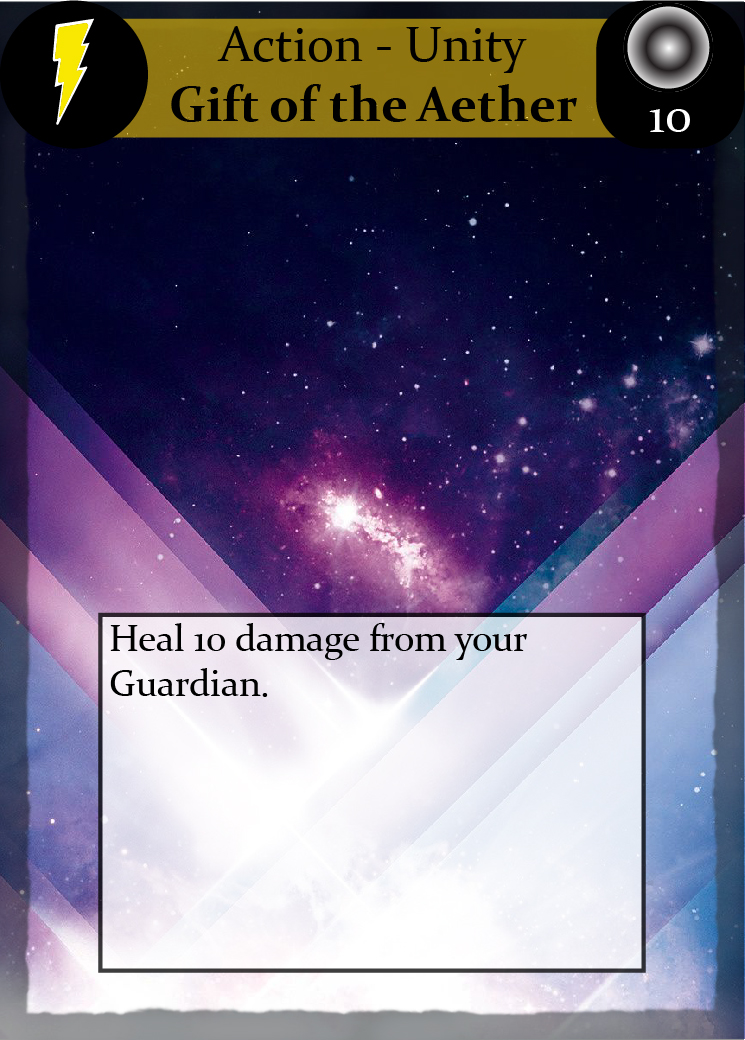 Action - Unity
Gift of the Aether
10
Heal 10 damage from your
Guardian.